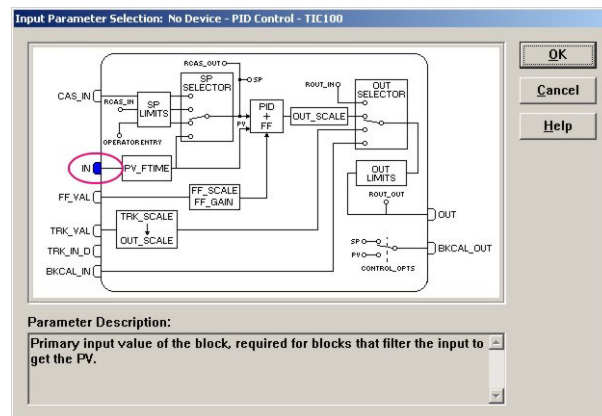 Input Parameter Selection: No Device - PID Control - TIC100
OK
Cancel
Help
RCAS_OUT
SP
SP
SELECTOR
ROUT_IN
OUT
SELECTOR
CAS_IN
RCAS_IN
SP
LIMITS
OPERATOR ENTRY
PV
PID
+
FF
OUT_SCALE
IN
PV_FTIME
OUT
LIMITS
FF_VAL
FF_SCALE
FF_GAIN
ROUT_OUT
TRK_VAL
TRK_SCALE
OUT_SCALE
OUT
TRK_IN_D
SP
PV
BKCAL_OUT
BKCAL_IN
CONTROL_OPTS
Parameter Description:
Primary input value of the block, required for blocks that filter the input to
get the PV.